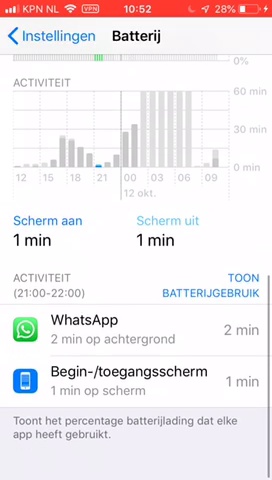 KPN NL VPN 10:52 28%
Instellingen Batterij
0%
ACTIVITEIT
60 min
30 min
0 min
12 15 18 21 00 03 06 09
12 okt.
Scherm aan Scherm uit
1 min 1 min
ACTIVITEIT TOON
(21:00-22:00) BATTERIJGEBRUIK
WhatsApp
2 min op achtergrond 2 min
Begin-/toegangsscherm
1 min op scherm 1 min
Toont het percentage batterijlading dat elke
app heeft gebruikt.